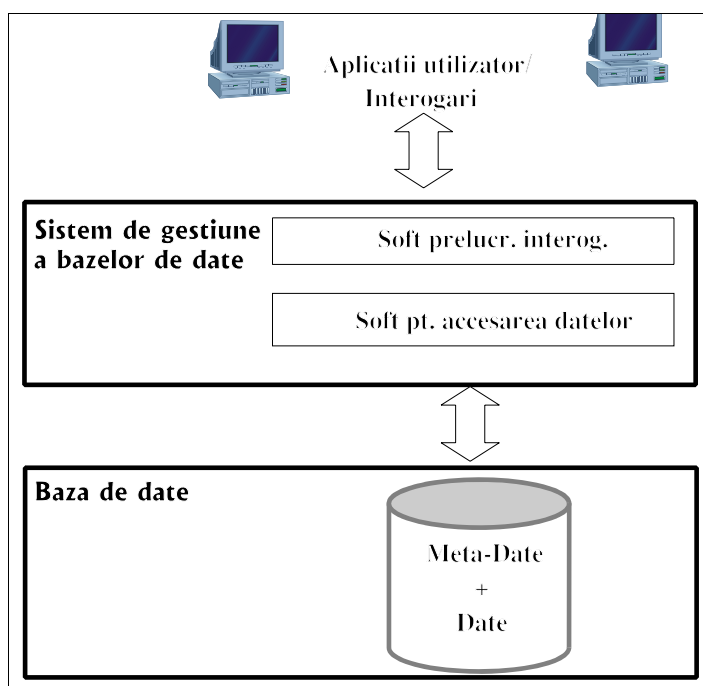 Aplicatii utilizator/
Interogari
Sistem de gestiune
a bazelor de date
Soft prelucr. interog.
Soft pt. accesarea datelor
Baza de date
Meta-Date
+
Date